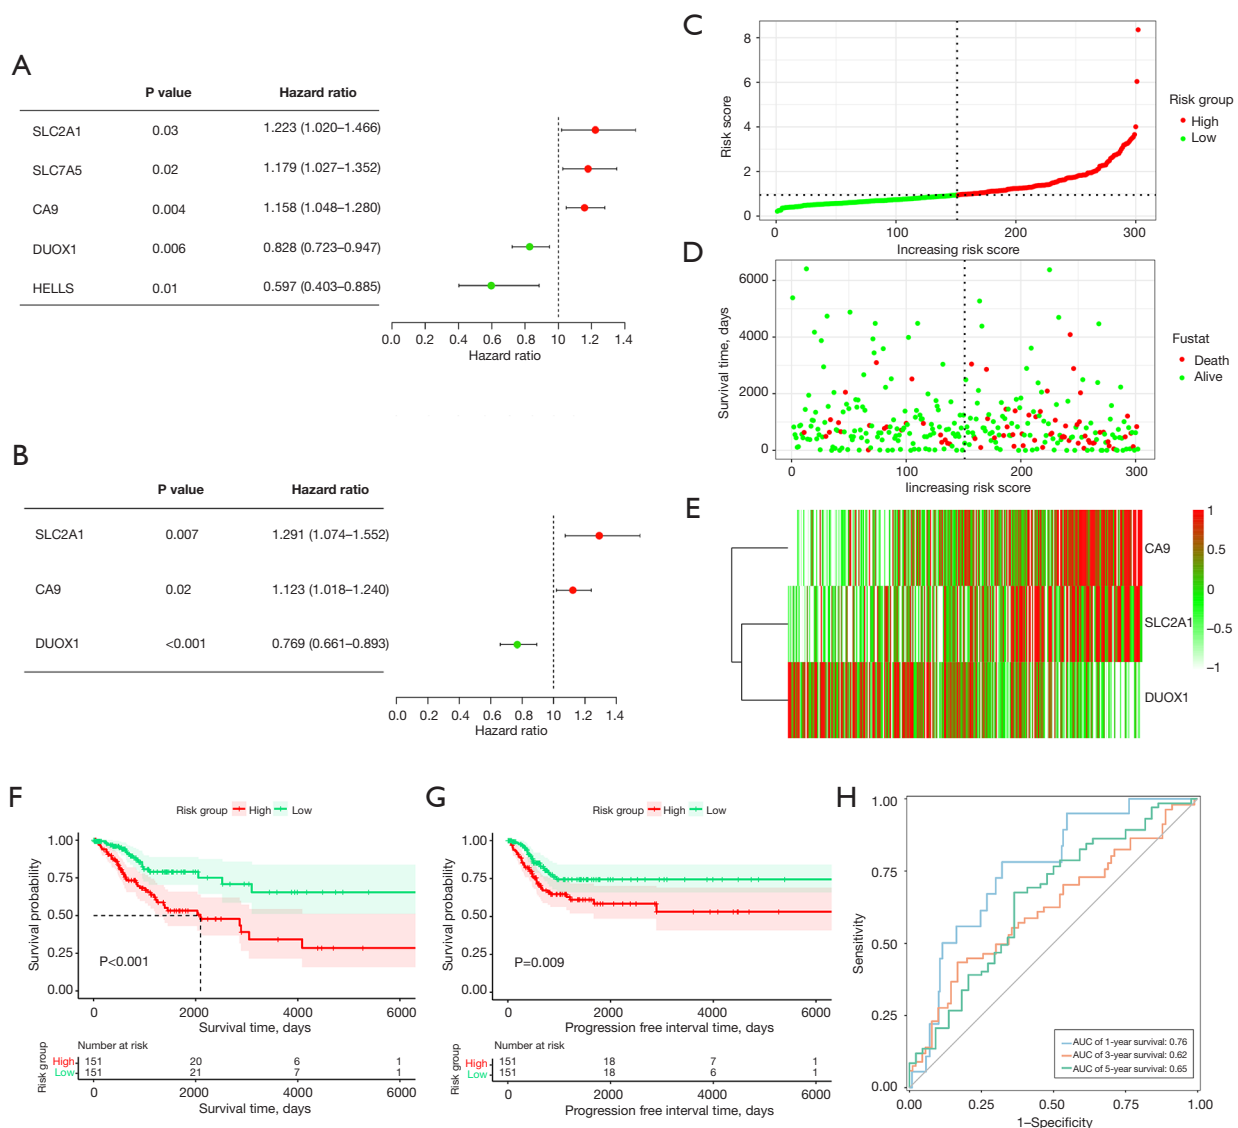 A
P value Hazard ratio
SLC2A1 0.03 1.223 (1.020–1.466)
SLC7A5 0.02 1.179 (1.027–1.352)
CA9 0.004 1.158 (1.048–1.280)
DUOX1 0.006 0.828 (0.723–0.947)
HELLS 0.01 0.597 (0.403–0.885)
0.0 0.2 0.4 0.6 0.8 10 1.2 1.4
Hazard ratio
B
P value Hazard ratio
SLC2A1 0.007 1.291 (1.074–1.552)
CA9 0.02 1.123 (1.018–1.240)
DUOX1 <0.001 0.769 (0.661–0.893)
0.0 0.2 0.4 0.6 0.8 10 1.2 1.4
Hazard ratio
C
Risk score
8
6
4
2
0
0 100 200 300
Increasing risk score
Risk group
High
Low
D
Survival time, days
6000
4000
2000
0
0 100 200 300
Iincreasing risk score
Fustat
Death
Alive
E
CA9
SLC2A1
DUOX1
1
0.5
0
−0.5
−1
F
Risk group High Low
Survival probability
1.00
0.75
0.50
0.25
0.00
P<0.001
0 2000 4000 6000
Survival time, days
Number at risk
Risk group
High 151 20 6 1
Low 151 21 7 1
0 2000 4000 6000
Survival time, days
G
Risk group High Low
Survival probability
1.00
0.75
0.50
0.25
0.00
P=0.009
0 2000 4000 6000
Progression free interval time, days
Number at risk
Risk group
High 151 18 7 1
Low 151 18 6 1
0 2000 4000 6000
Progression free interval time, days
H
Sensitivity
1.00
0.75
0.50
0.25
0.00
AUC of 1-year survival: 0.76
AUC of 3-year survival: 0.62
AUC of 5-year survival: 0.65
0.00 0.25 0.50 0.75 1.00
1–Specificity